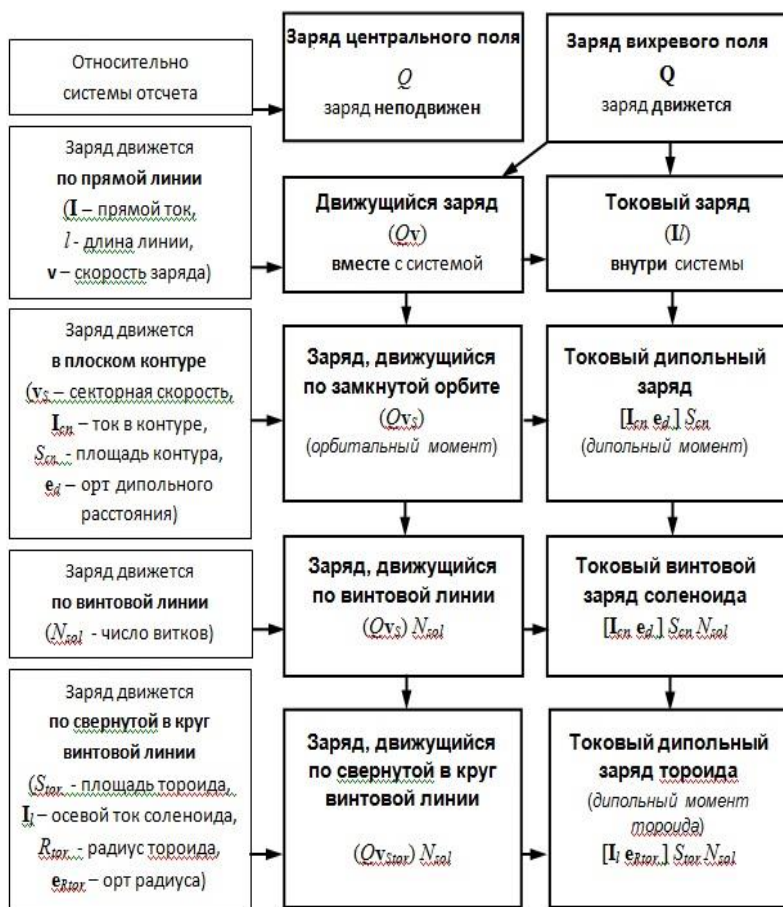 Относительно
системы отсчета
Заряд центрального поля
Q
заряд неподвижен
Заряд вихревого поля
Q
заряд движется
Заряд движется
по прямой линии
(I – прямой ток,
l - длина линии,
v – скорость заряда)
Движущийся заряд
(Qv)
вместе с системой
Токовый заряд
(Il)
внутри системы
Заряд движется
в плоском контуре
(vS – секторная скорость,
Icn – ток в контуре,
Scn - площадь контура,
ed – орт дипольного
расстояния)
Заряд, движущийся
по замкнутой орбите
(QvS)
(орбитальный момент)
Токовый дипольный
заряд
[Icn ed ] Scn
(дипольный момент)
Заряд движется
по винтовой линии
(Nsol - число витков)
Заряд, движущийся
по винтовой линии
(QvS) Nsol
Токовый винтовой
заряд соленоида
[Icn ed ] Scn Nsol
Заряд движется
по свернутой в круг
винтовой линии
(Stor - площадь тороида,
Il – осевой ток соленоида,
Rtor - радиус тороида,
eRtor – орт радиуса)
Заряд, движущийся
по свернутой в круг
винтовой линии
(QvStor) Nsol
Токовый дипольный
заряд тороида
(дипольный момент
тороида)
[Il eRtor ] Stor Nsol